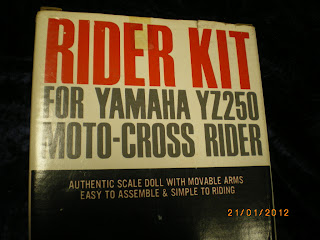 RIDER KIT
FOR YAMAHA YZ250
MOTO-CROSS RIDER
AUTHENTIC SCALE DOLL WITH MOVABLE ARMS
EASY TO ASSEMBLE & SIMPLE TO RIDING
21/01/2012